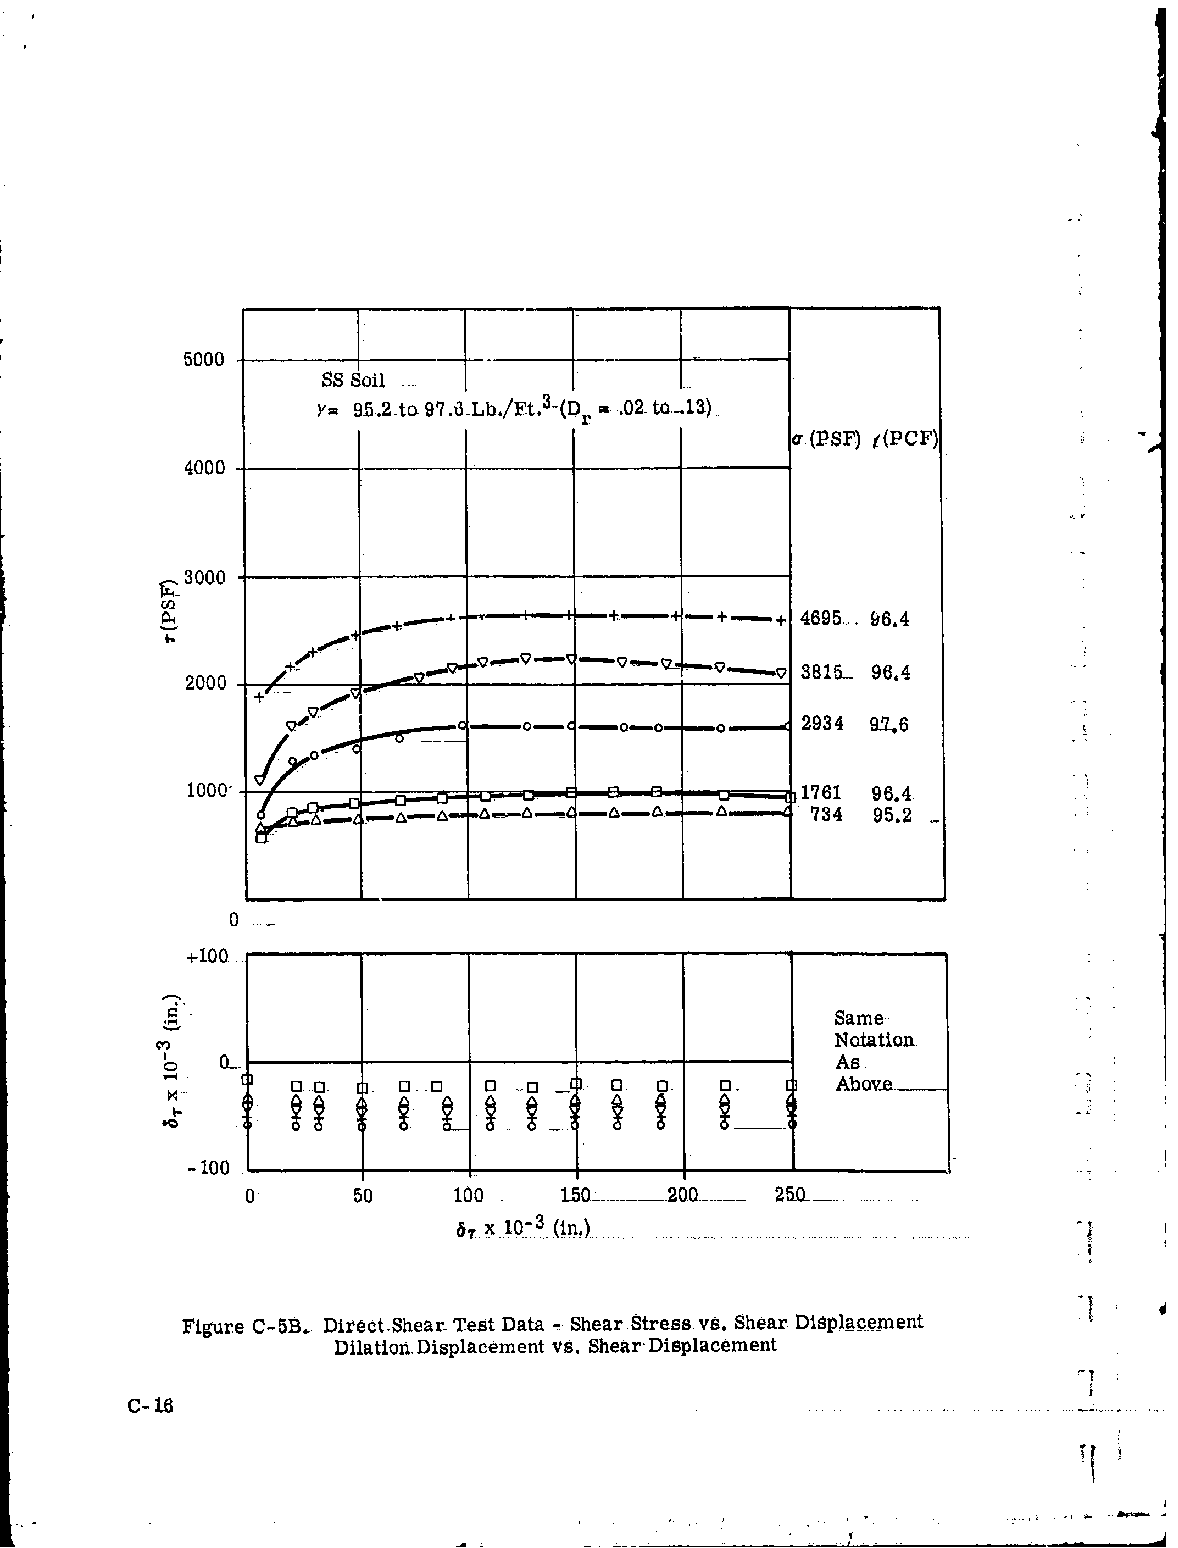 5000
SS Soil
γ= 95.2 to 97.6 Lb./Ft.3 (Dr = .02 to .13)
σ (PSF) γ(PCF)
4000
3000
τ (PSF)
4695 96.4
3815 96.4
2000
2934 97.6
1000
1761 96.4
734 95.2
0
+100
δτ x 10-3 (in.)
Same
Notation
0
As
Above
-100
0 50 100 150 200 250
δτ x 10-3 (in.)
Figure C-5B. Direct Shear Test Data - Shear Stress vs. Shear Displacement
Dilation Displacement vs. Shear Displacement
C-16